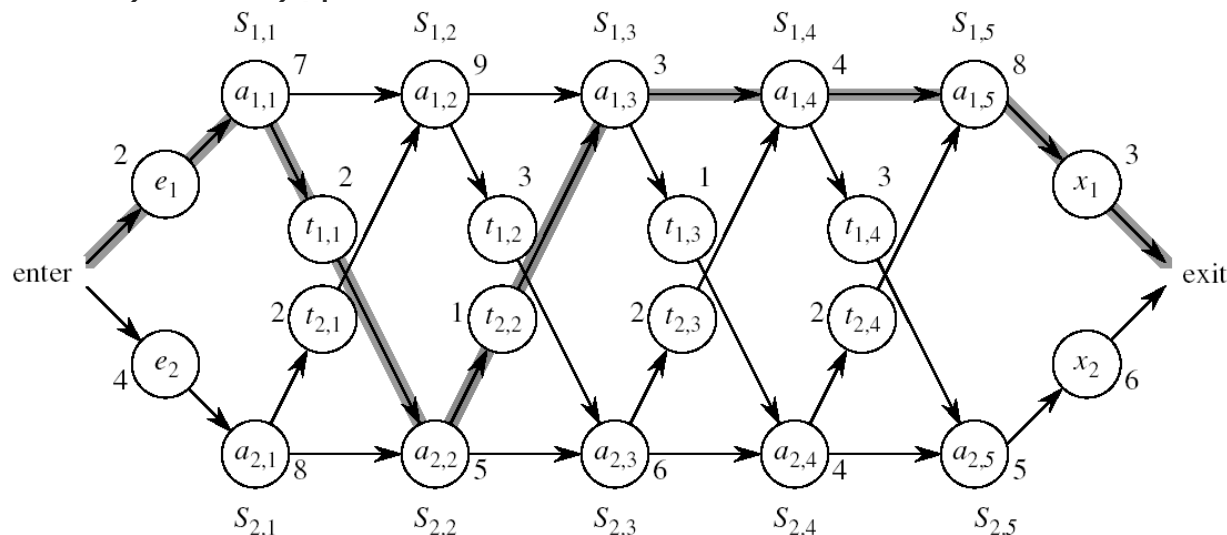 S1,1 S1,2 S1,3 S1,4 S1,5
7 9 3 4 8
a1,1 a1,2 a1,3 a1,4 a1,5
2 2 3 1 3 3
e1 t1,1 t1,2 t1,3 t1,4 x1
enter exit
2 t2,1 1 t2,2 2 t2,3 2 t2,4
e2 x2
4 6
a2,1 a2,2 a2,3 a2,4 a2,5
8 5 6 4 5
S2,1 S2,2 S2,3 S2,4 S2,5